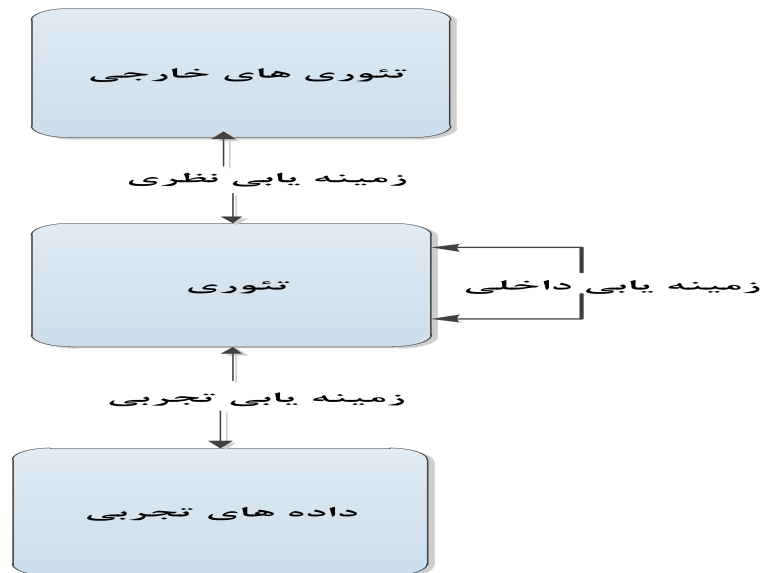 تئوری های خارجی
زمینه یابی نظری
تئوری
زمینه یابی داخلی
زمینه یابی تجربی
داده های تجربی